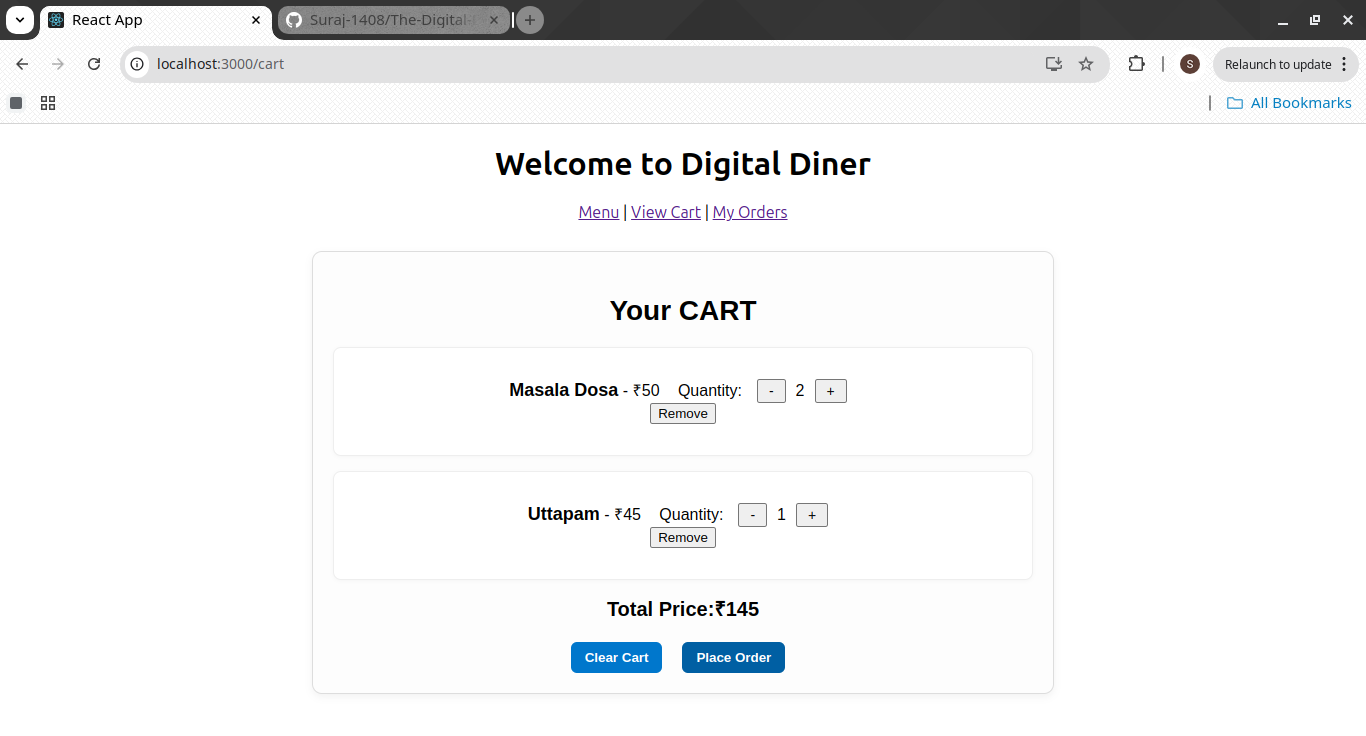 React App
Suraj-1408/The-Digital-
localhost:3000/cart
S
Relaunch to update
All Bookmarks
Welcome to Digital Diner
Menu | View Cart | My Orders
Your CART
Masala Dosa - ₹50 Quantity: - 2 +
Remove
Uttapam - ₹45 Quantity: - 1 +
Remove
Total Price:₹145
Clear Cart Place Order